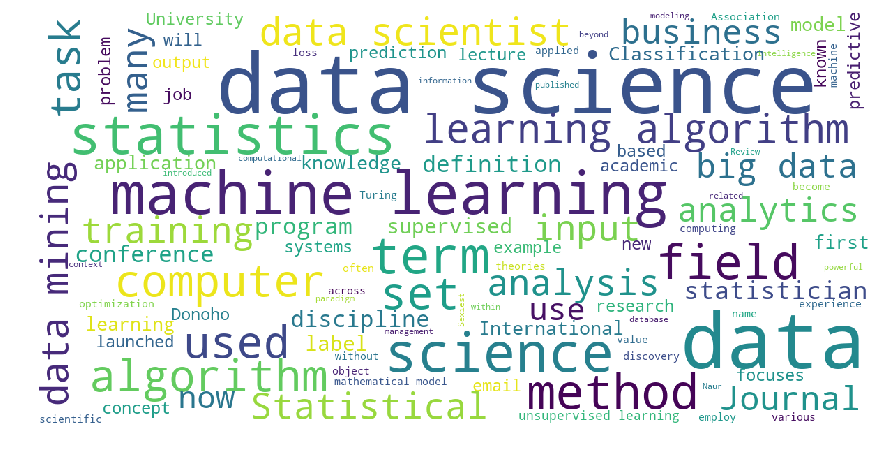 University
data scientist
beyond
modeling
Association
business
model
task
many
will
loss
prediction
lecture
applied
Classification
intelligence
known
machine
predictive
problem
output
job
data science
information
published
statistics
learning algorithm
application
computational
introduced
knowledge
definition
based
academic
Review
big data
become
data mining
machine learning
Turing
related
analytics
training
program
supervised
input
computing
conference
systems
term
example
new
field
first
context
computer
often
theories
set
analysis
powerful
statistician
optimization
across
paradigm
process
within
use
research
experience
learning
Donoho
discipline
International
database
name
data
launched
used
label
management
without
science
value
discovery
algorithm
object
mathematical model
email
method
Naur
focuses
scientific
concept
now
Statistical
unsupervised learning
employ
Journal
various